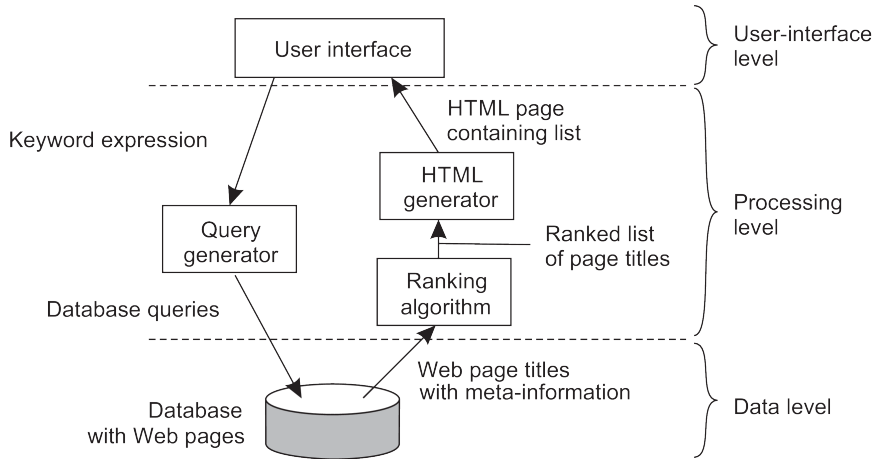 User interface
User-interface
level
Keyword expression
HTML page
containing list
HTML
generator
Processing
level
Query
generator
Ranked list
of page titles
Ranking
algorithm
Database queries
Web page titles
with meta-information
Database
with Web pages
Data level